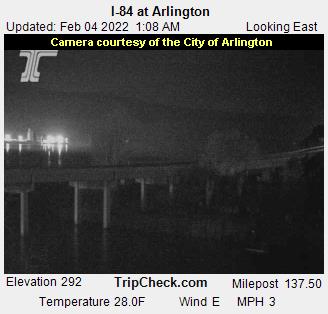 I-84 at Arlington
Updated: Feb 04 2022 1:08 AM Looking East
Camera courtesy of the City of Arlington
Elevation 292 TripCheck.com Milepost 137.50
Temperature 28.0F Wind E MPH 3